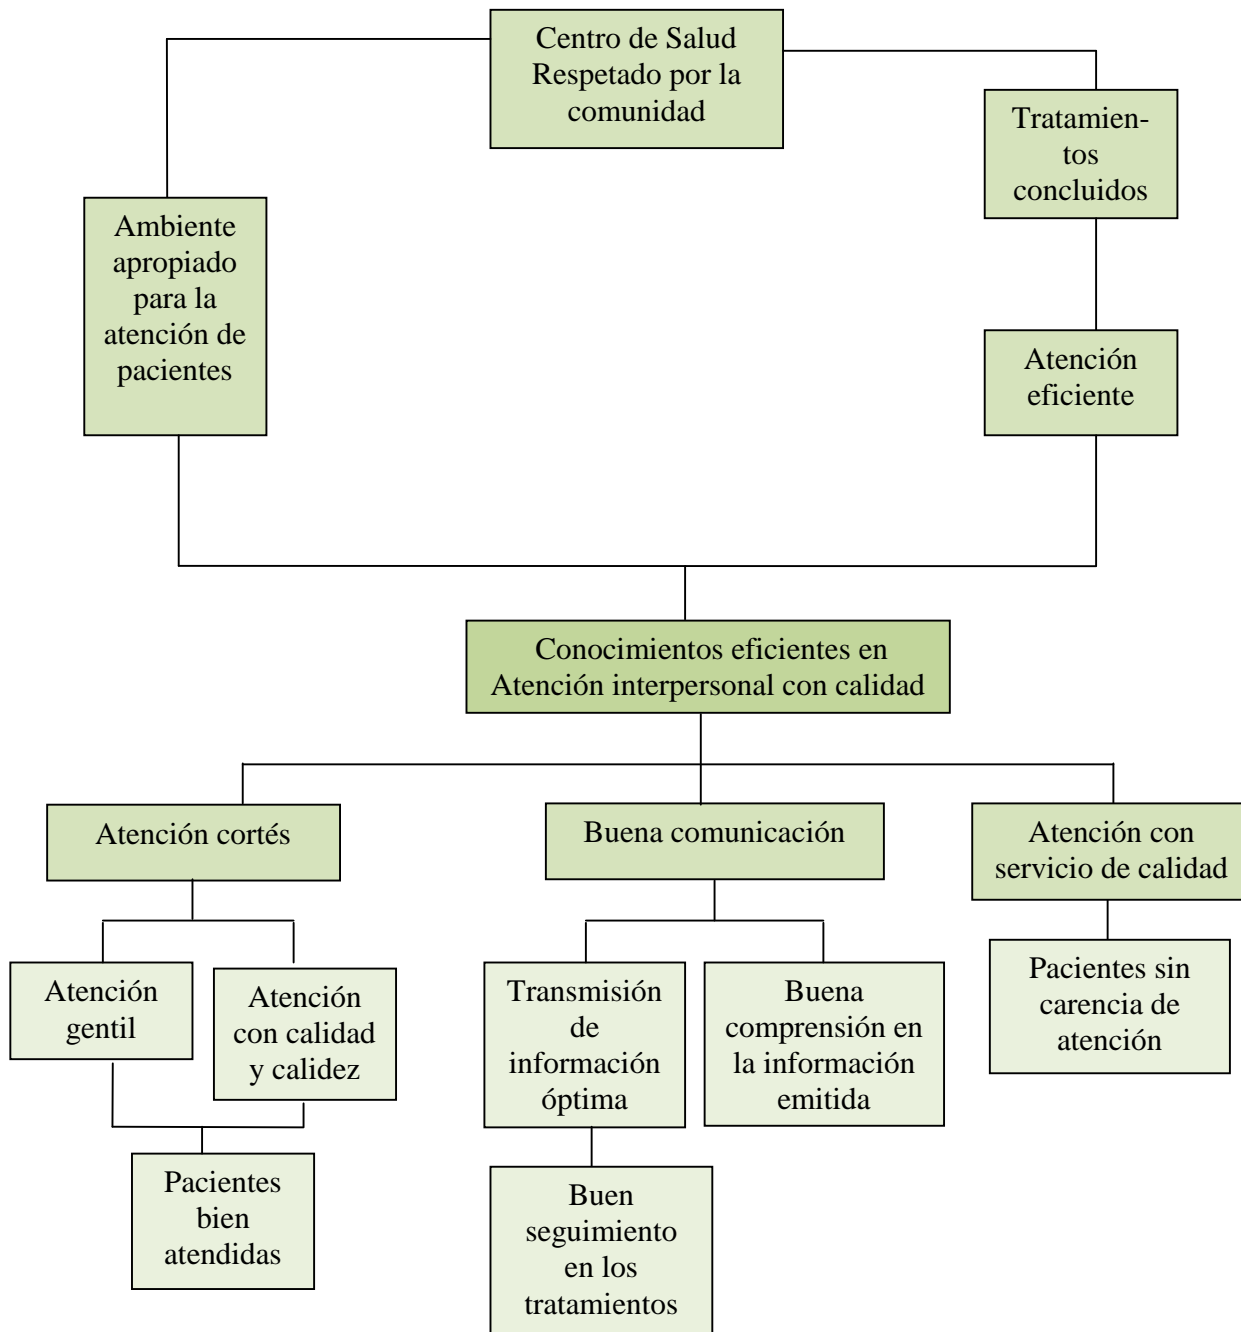 Centro de Salud
Respetado por la
comunidad
Tratamien-
tos
concluidos
Ambiente
apropiado
para la
atención de
pacientes
Atención
eficiente
Conocimientos eficientes en
Atención interpersonal con calidad
Atención cortés
Buena comunicación
Atención con
servicio de calidad
Atención
gentil
Atención
con calidad
y calidez
Transmisión
de
información
óptima
Buena
comprensión en
la información
emitida
Pacientes sin
carencia de
atención
Pacientes
bien
atendidas
Buen
seguimiento
en los
tratamientos